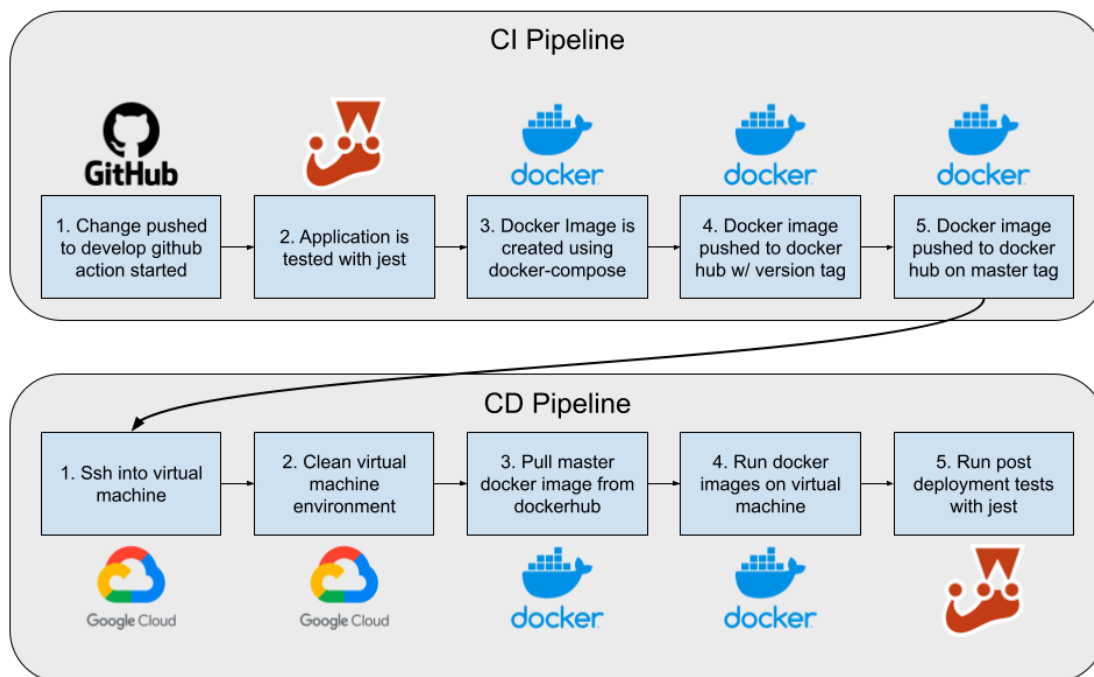 CI Pipeline
GitHub
docker
docker
docker
1. Change pushed
to develop github
action started
2. Application is
tested with jest
3. Docker Image is
created using
docker-compose
4. Docker image
pushed to docker
hub w/ version tag
5. Docker image
pushed to docker
hub on master tag
CD Pipeline
1. Ssh into virtual
machine
2. Clean virtual
machine
environment
3. Pull master
docker image from
dockerhub
4. Run docker
images on virtual
machine
5. Run post
deployment tests
with jest
Google Cloud
Google Cloud
docker
docker